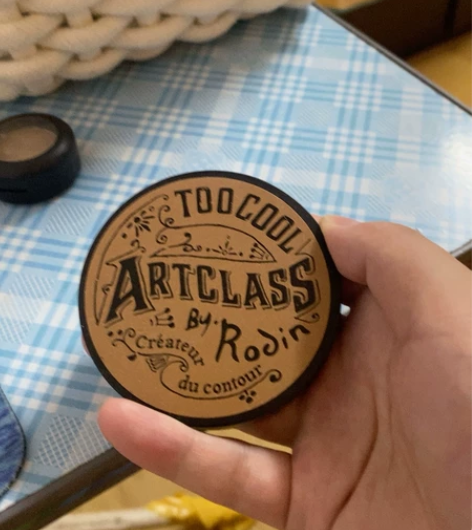 TOO COOL
ARTCLASS
By Rodin
Créateur
du contour